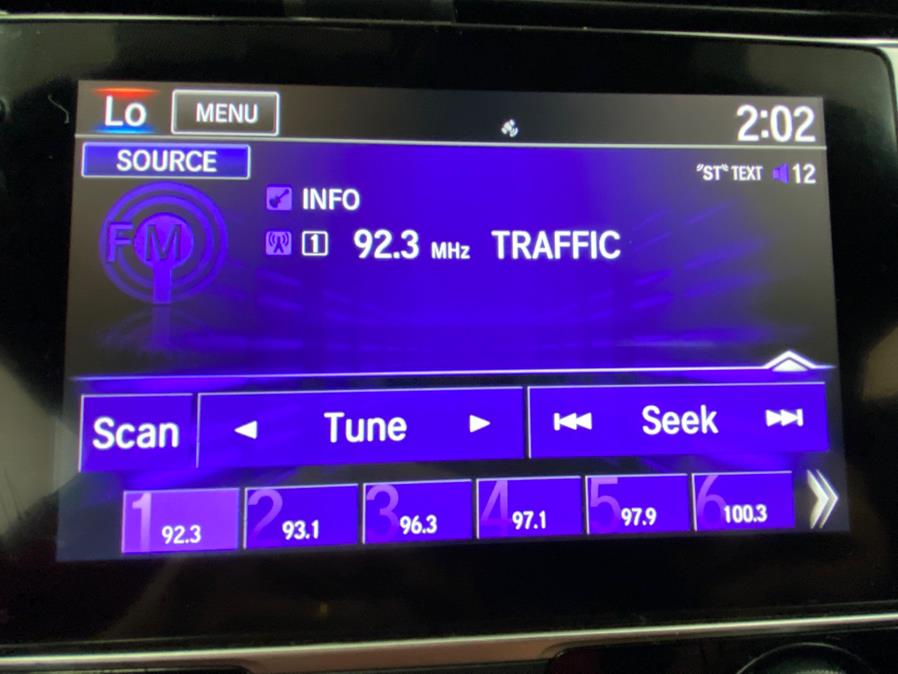 Lo MENU 2:02
SOURCE "ST" TEXT 12
INFO
FM 1 92.3 MHz TRAFFIC
Scan Tune Seek
1 2 3 4 5 6
92.3 93.1 96.3 97.1 97.9 100.3